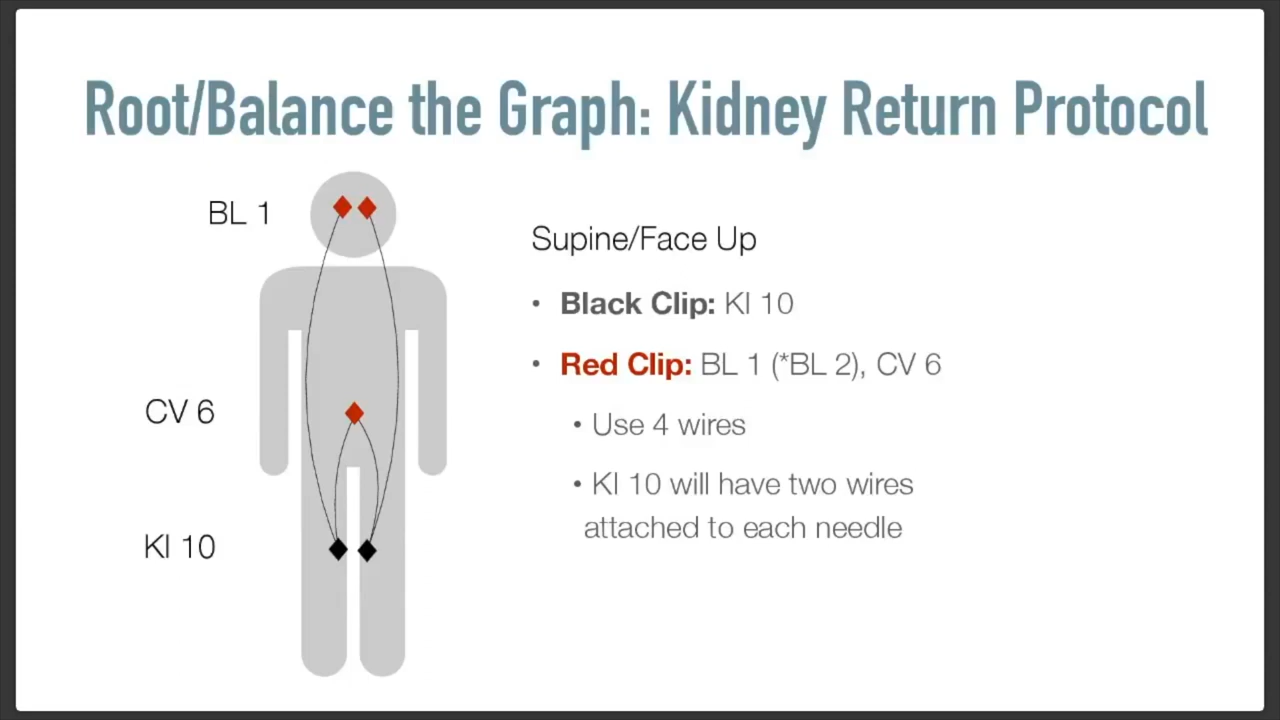 Root/Balance the Graph: Kidney Return Protocol
BL 1
CV 6
KI 10
Supine/Face Up
• Black Clip: KI 10
• Red Clip: BL 1 (*BL 2), CV 6
• Use 4 wires
• KI 10 will have two wires
attached to each needle